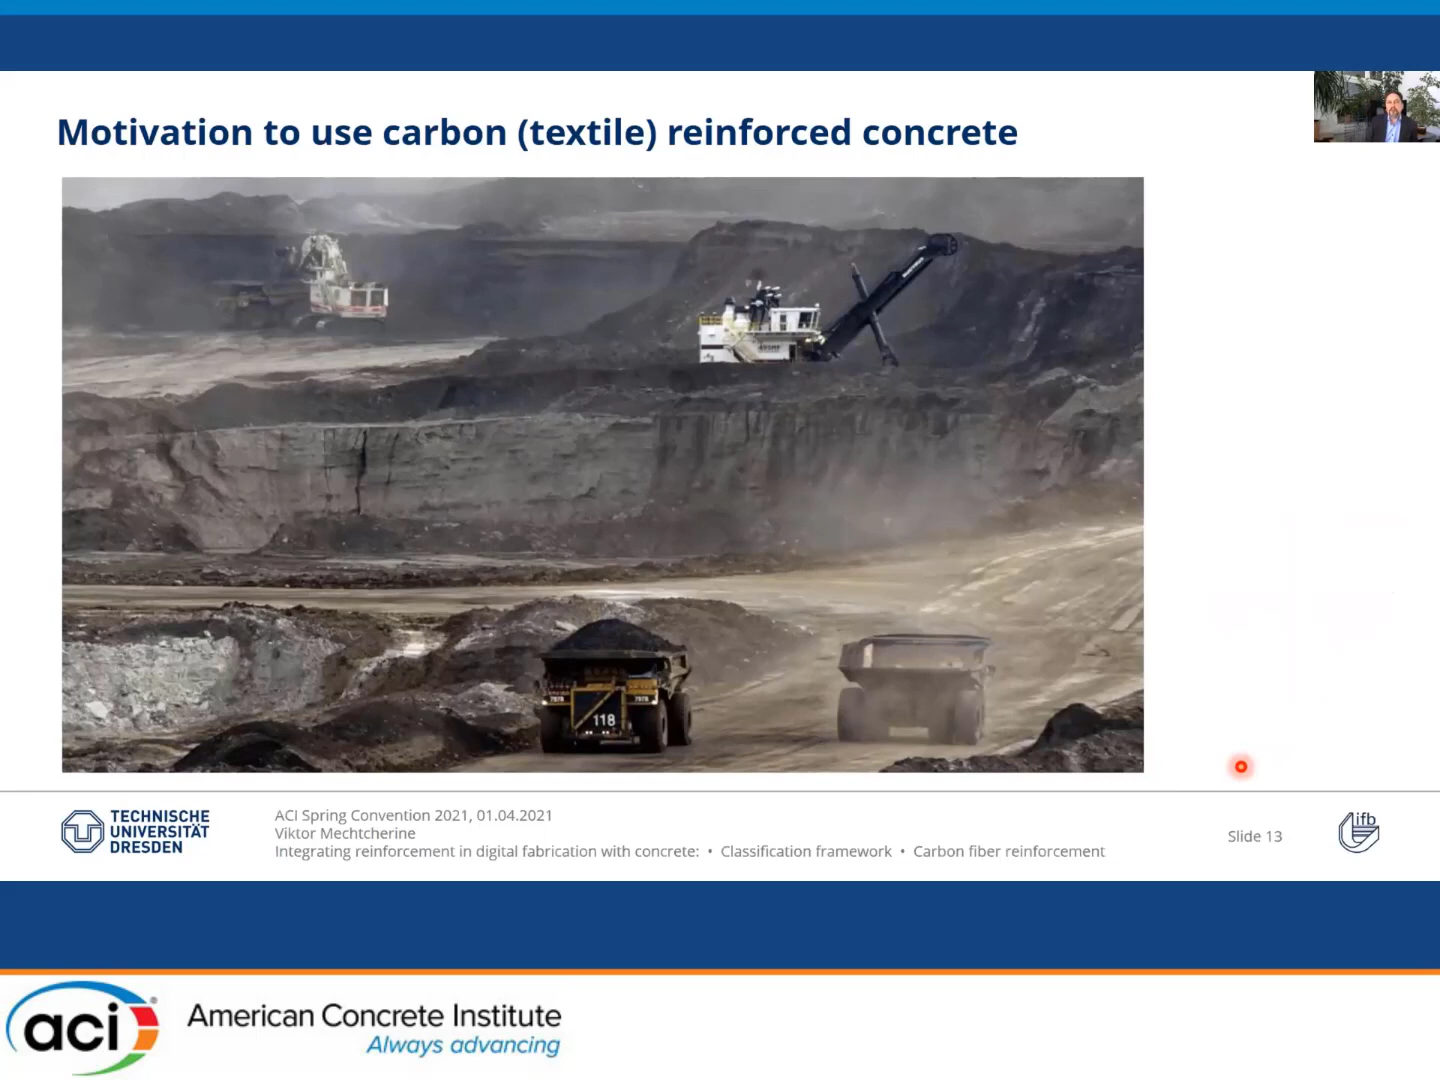 Motivation to use carbon (textile) reinforced concrete
118
TECHNISCHE
UNIVERSITÄT
DRESDEN
ACI Spring Convention 2021, 01.04.2021
Viktor Mechtcherine
Integrating reinforcement in digital fabrication with concrete: • Classification framework • Carbon fiber reinforcement
Slide 13
ifb
aci®
American Concrete Institute
Always advancing